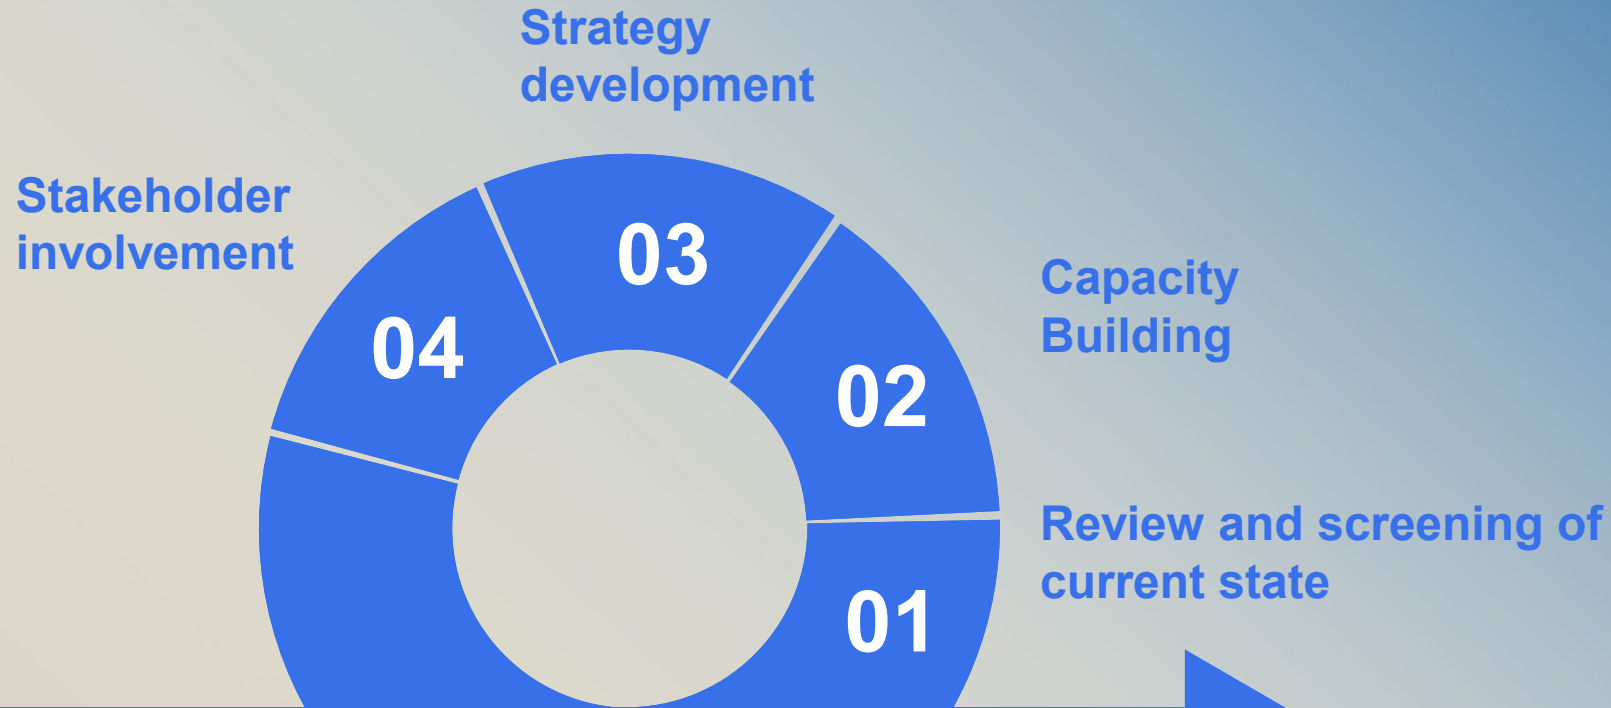 Strategy
development
Stakeholder
involvement
03
Capacity
Building
04
02
Review and screening of
current state
01